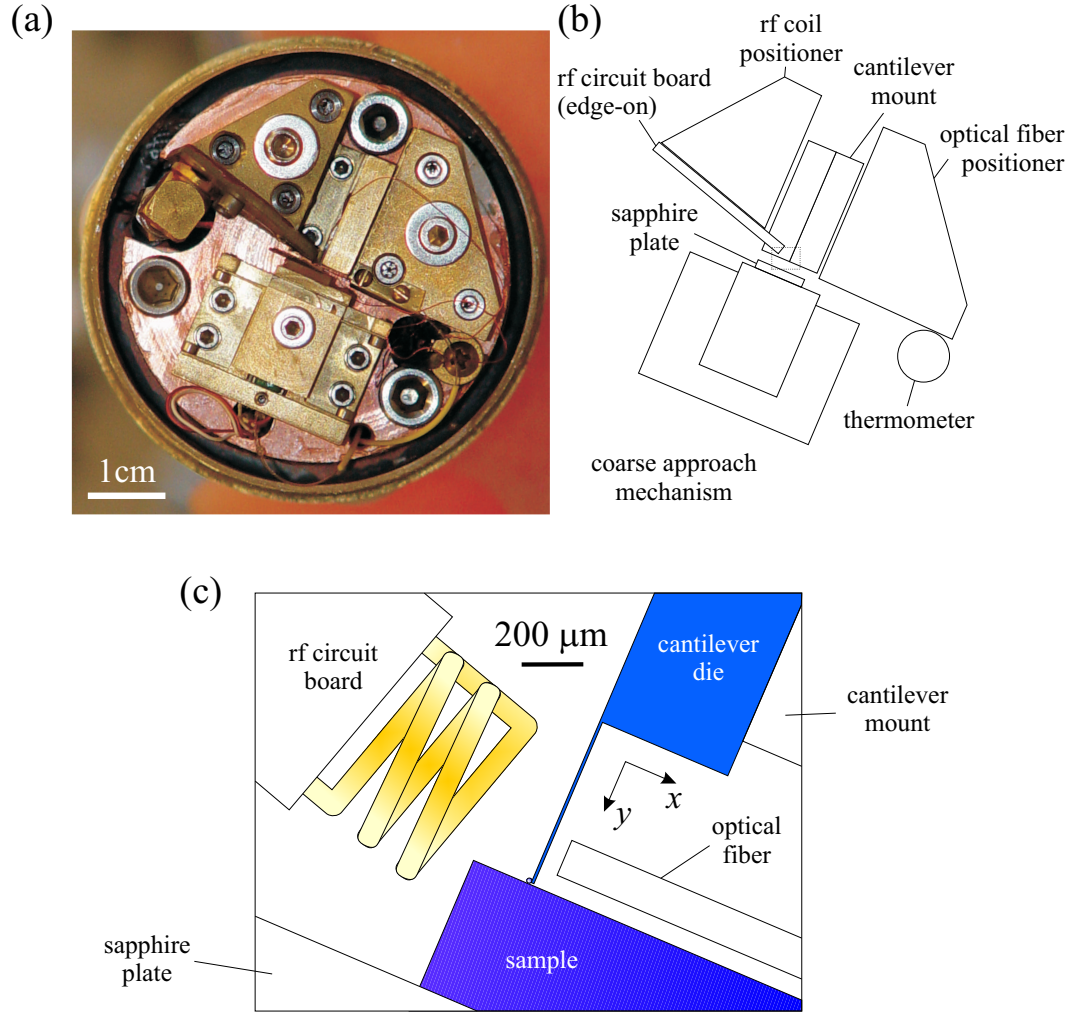 (a)
1cm
(b)
rf coil
positioner
rf circuit board
(edge-on)
cantilever
mount
optical fiber
positioner
sapphire
plate
thermometer
coarse approach
mechanism
(c)
rf circuit
board
200 μm
cantilever
die
cantilever
mount
x
y
optical
fiber
sapphire
plate
sample